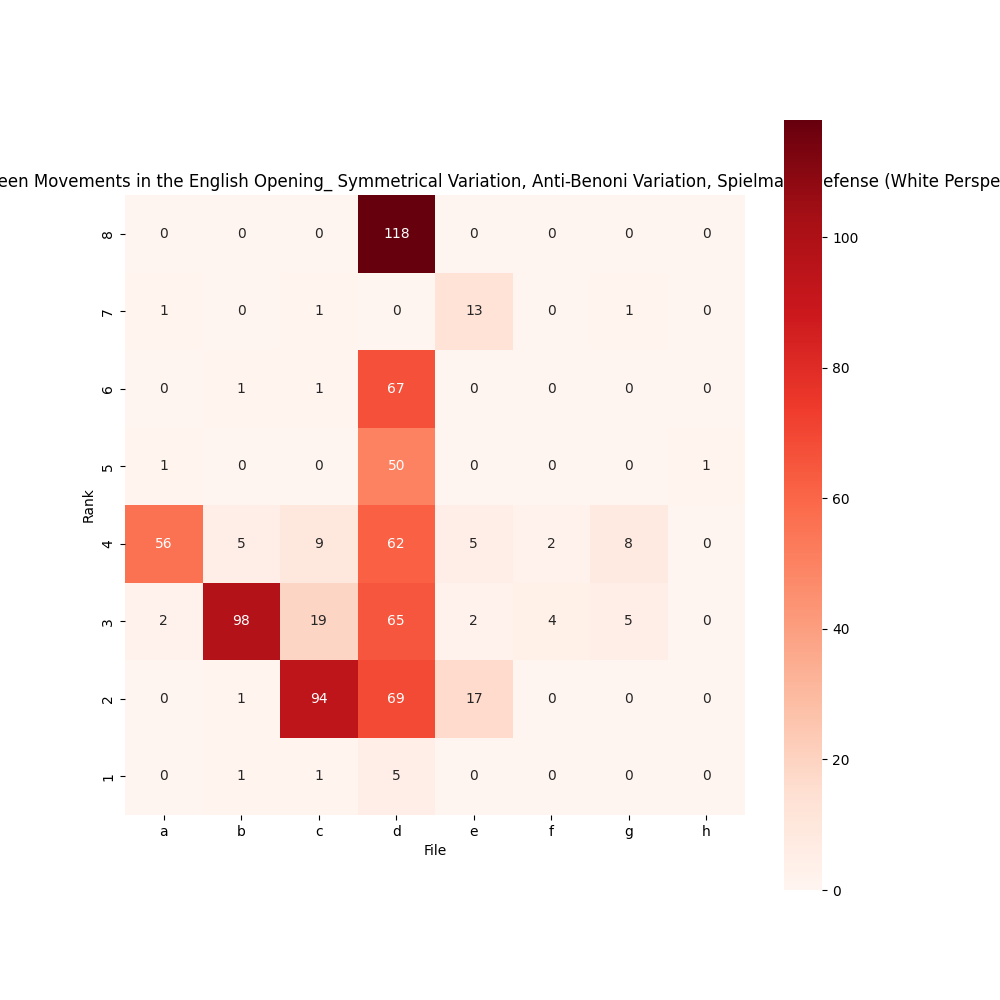 een Movements in the English Opening_ Symmetrical Variation, Anti-Benoni Variation, Spielma efense (White Perspe
8 0 0 0 118 0 0 0 0
7 1 0 1 0 13 0 1 0
6 0 1 1 67 0 0 0 0
5 1 0 0 50 0 0 0 1
4 56 5 9 62 5 2 8 0
3 2 98 19 65 2 4 5 0
2 0 1 94 69 17 0 0 0
1 0 1 1 5 0 0 0 0
a b c d e f g h
File
Rank
100
80
60
40
20
0